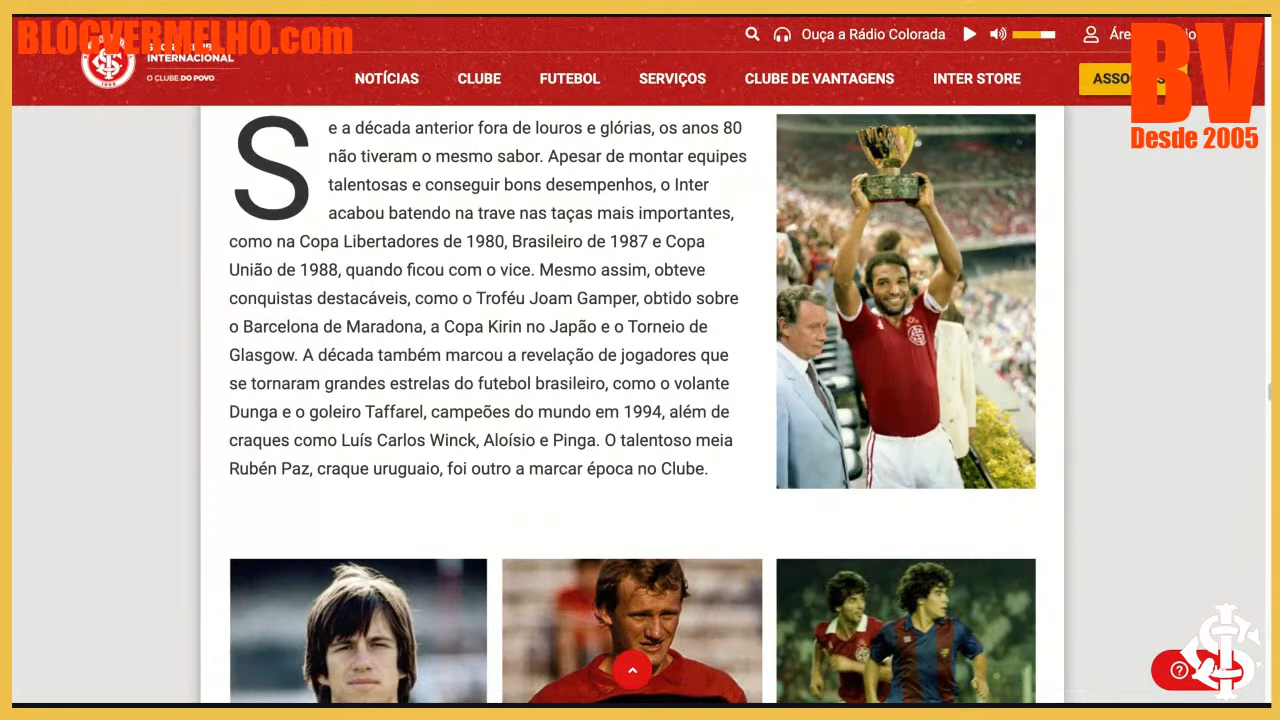 BLOGVERMELHO.com
INTERNACIONAL
O CLUBE DO POVO
Ouça a Rádio Colorada
BV
Desde 2005
NOTÍCIAS
CLUBE
FUTEBOL
SERVIÇOS
CLUBE DE VANTAGENS
INTER STORE
Se a década anterior fora de louros e glórias, os anos 80
não tiveram o mesmo sabor. Apesar de montar equipes
talentosas e conseguir bons desempenhos, o Inter
acabou batendo na trave nas taças mais importantes,
como na Copa Libertadores de 1980, Brasileiro de 1987 e Copa
União de 1988, quando ficou com o vice. Mesmo assim, obteve
conquistas destacáveis, como o Troféu Joam Gamper, obtido sobre
o Barcelona de Maradona, a Copa Kirin no Japão e o Torneio de
Glasgow. A década também marcou a revelação de jogadores que
se tornaram grandes estrelas do futebol brasileiro, como o volante
Dunga e o goleiro Taffarel, campeões do mundo em 1994, além de
craques como Luís Carlos Winck, Aloísio e Pinga. O talentoso meia
Rubén Paz, craque uruguaio, foi outro a marcar época no Clube.